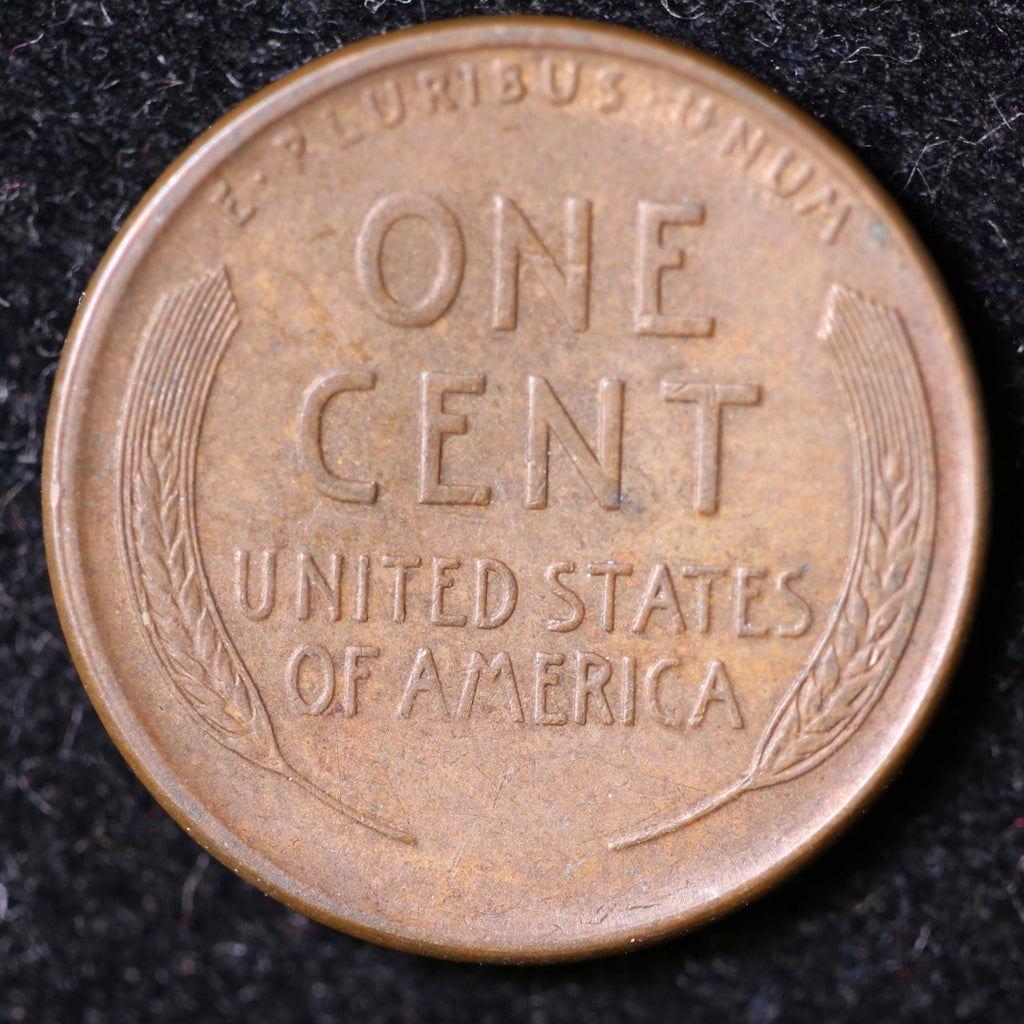 E · PLURIBUS · UNUM
ONE
CENT
UNITED STATES
OF AMERICA